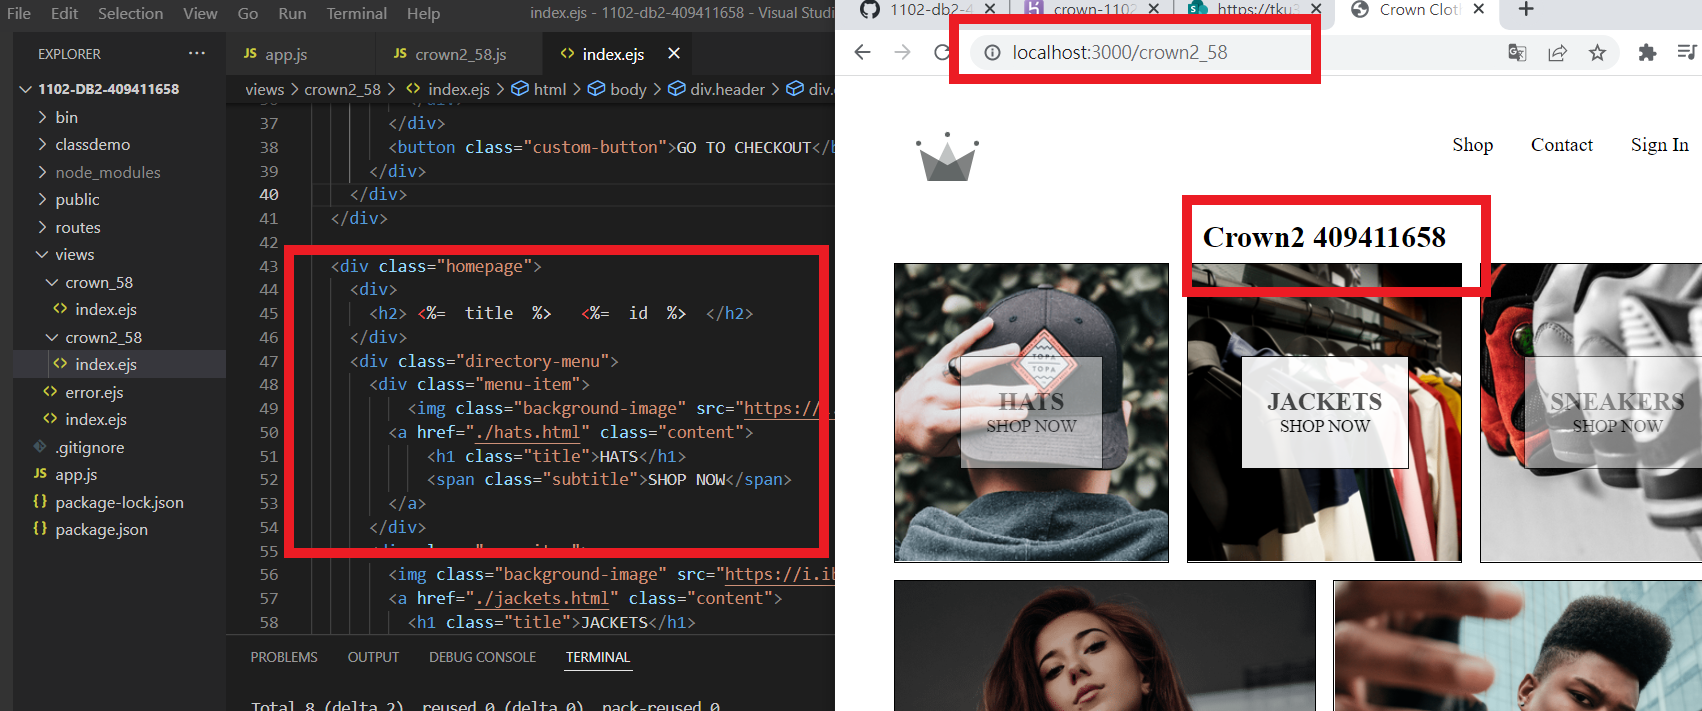 File Edit Selection View Go Run Terminal Help index.ejs - 1102-db2-409411658 - Visual Studi
EXPLORER ···
1102-DB2-409411658
bin
classdemo
node_modules
public
routes
views
crown_58
index.ejs
crown2_58
index.ejs
error.ejs
index.ejs
.gitignore
JS app.js
{} package-lock.json
{} package.json
JS app.js JS crown2_58.js <> index.ejs ×
views > crown2_58 > <> index.ejs > html > body > div.header > div.
37 </div>
38 <button class="custom-button">GO TO CHECKOUT</b
39 </div>
40 </div>
41 </div>
42
43 <div class="homepage">
44 <div>
45 <h2> <%= title %> <%= id %> </h2>
46 </div>
47 <div class="directory-menu">
48 <div class="menu-item">
49 <img class="background-image" src="https://i.
50 <a href="./hats.html" class="content">
51 <h1 class="title">HATS</h1>
52 <span class="subtitle">SHOP NOW</span>
53 </a>
54 </div>
55
56 <img class="background-image" src="https://i.ib
57 <a href="./jackets.html" class="content">
58 <h1 class="title">JACKETS</h1>
PROBLEMS OUTPUT DEBUG CONSOLE TERMINAL
Total 8 (delta 2), reused 0 (delta 0), pack-reused 0
1102-db2- × crown-1102 × https://tku3 × Crown Clot × +
localhost:3000/crown2_58
Shop Contact Sign In
Crown2 409411658
TOPA
TOPA
HATS
SHOP NOW
JACKETS
SHOP NOW
SNEAKERS
SHOP NOW